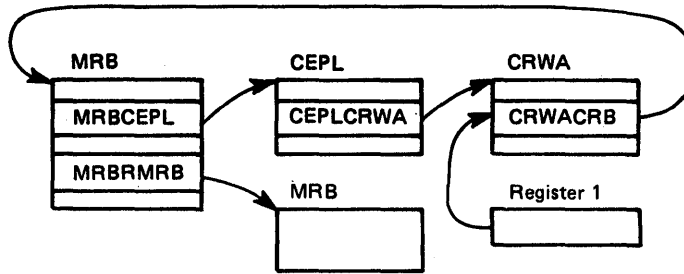 MRB CEPL CRWA
MRBCEPL CEPLCRWA CRWACRB
MRBRMRB
MRB Register 1